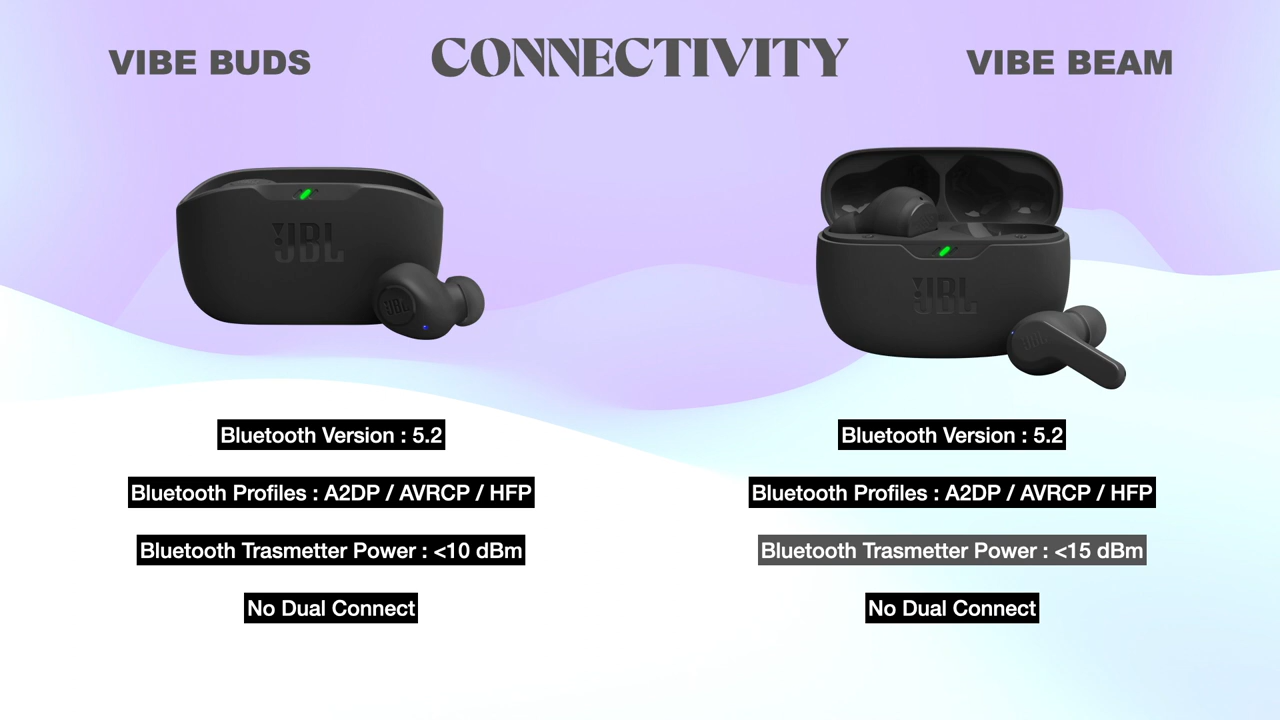 VIBE BUDS
CONNECTIVITY
VIBE BEAM
JBL
JBL
JBL
JBL
Bluetooth Version : 5.2
Bluetooth Profiles : A2DP / AVRCP / HFP
Bluetooth Trasmetter Power : <10 dBm
No Dual Connect
Bluetooth Version : 5.2
Bluetooth Profiles : A2DP / AVRCP / HFP
Bluetooth Trasmetter Power : <15 dBm
No Dual Connect